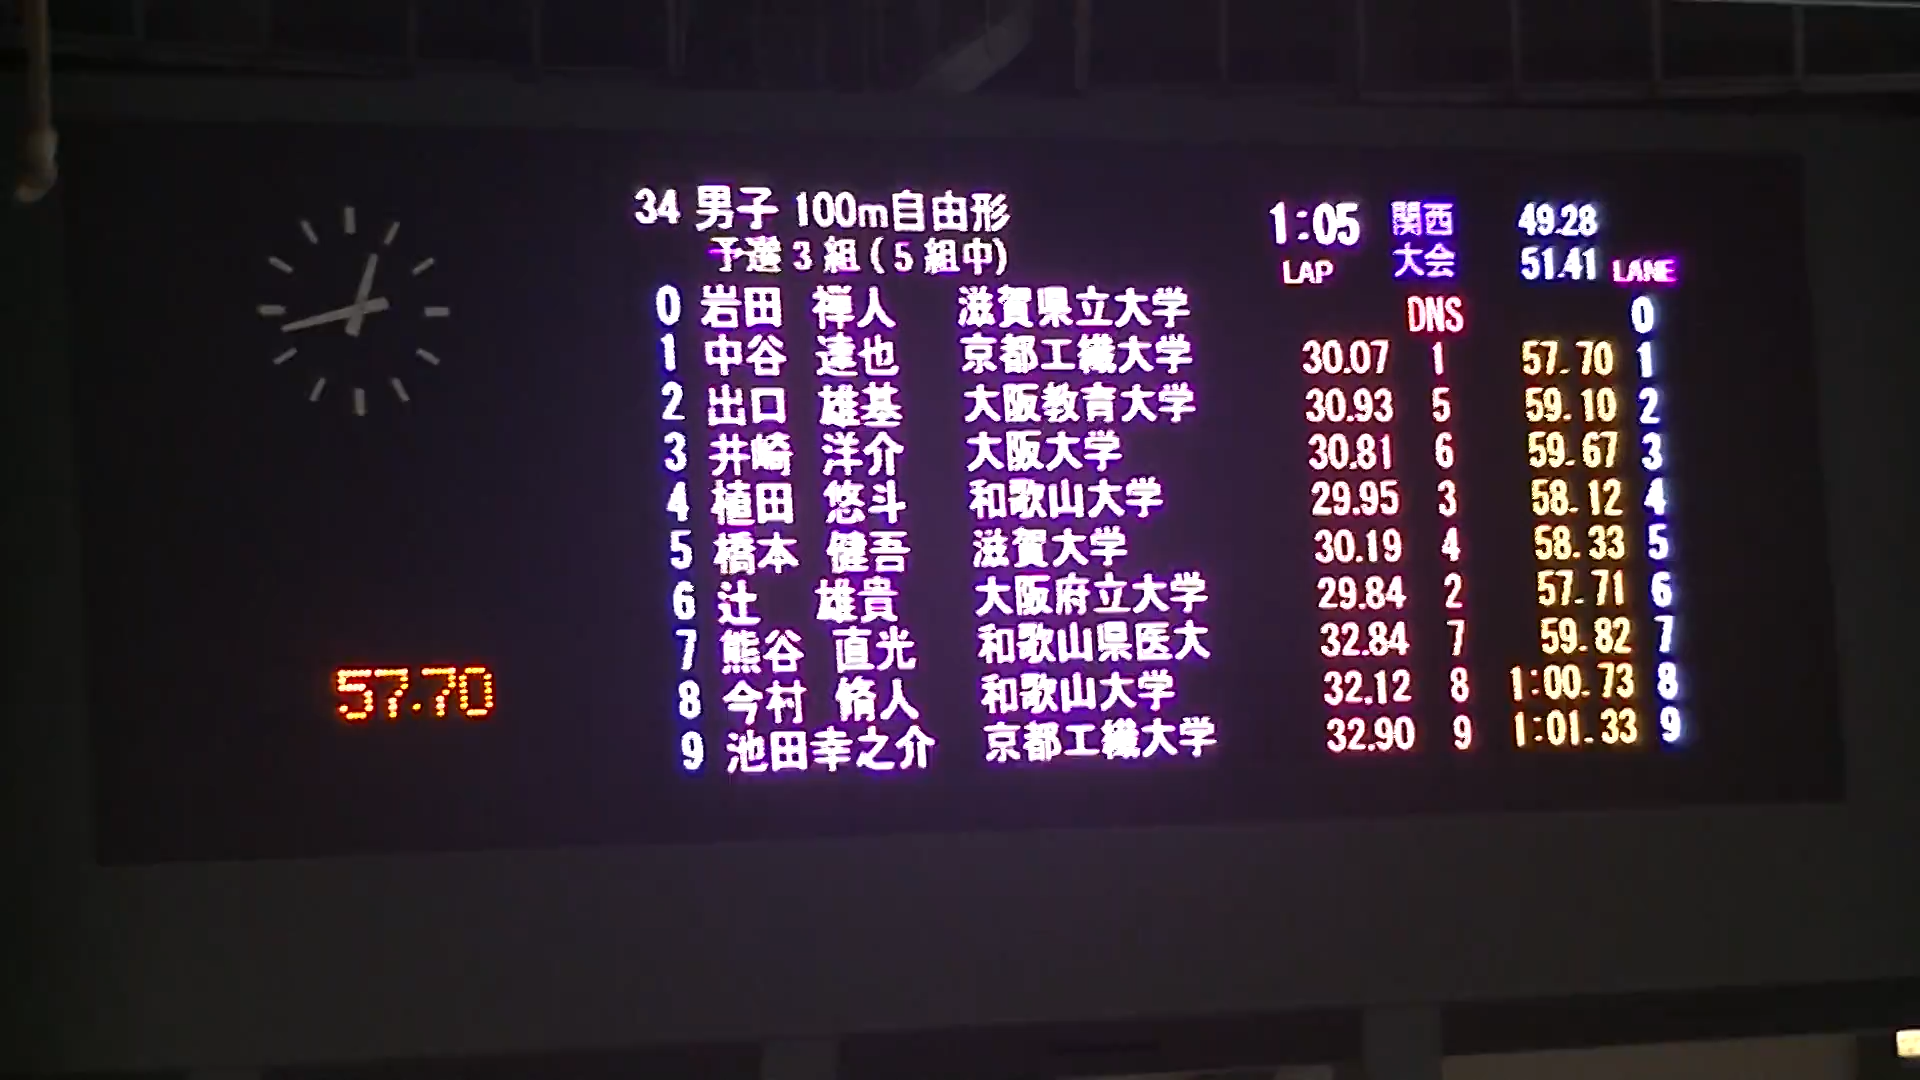 34 男子 100m自由形 1:05 関西 49.28
予選 3 組 ( 5 組中) LAP 大会 51.41 LANE
0 岩田 禅人 滋賀県立大学 DNS 0
1 中谷 達也 京都工繊大学 30.07 1 57.70 1
2 出口 雄基 大阪教育大学 30.93 5 59.10 2
3 井崎 洋介 大阪大学 30.81 6 59.67 3
4 植田 悠斗 和歌山大学 29.95 3 58.12 4
5 橋本 健吾 滋賀大学 30.19 4 58.33 5
6 辻 雄貴 大阪府立大学 29.84 2 57.71 6
7 熊谷 直光 和歌山県医大 32.84 7 59.82 7
8 今村 脩人 和歌山大学 32.12 8 1:00.73 8
9 池田幸之介 京都工繊大学 32.90 9 1:01.33 9
57.70